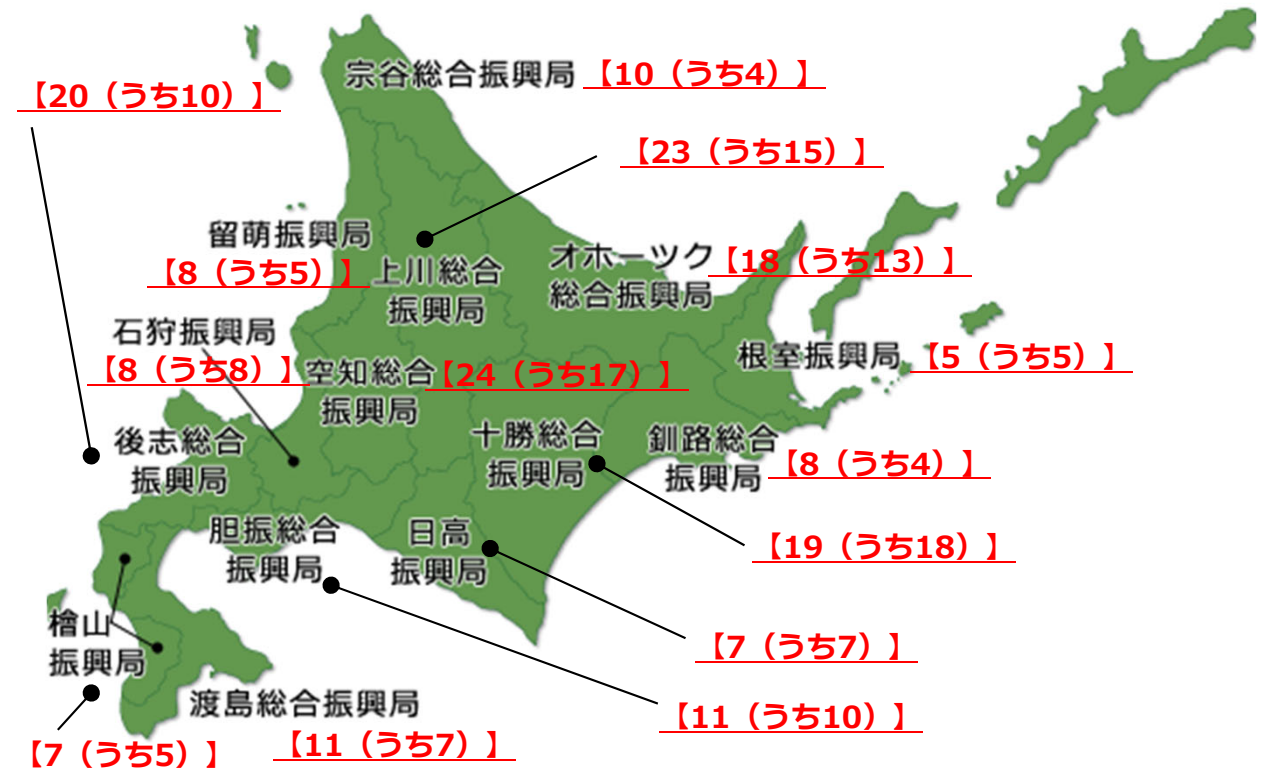 宗谷総合振興局 【10（うち4）】
【20（うち10）】
【23（うち15）】
留萌振興局
【8（うち5）】
上川総合
振興局
オホーツク
総合振興局
【18（うち13）】
石狩振興局
【8（うち8）】
空知総合
振興局
【24（うち17）】
根室振興局 【5（うち5）】
後志総合
振興局
十勝総合
振興局
釧路総合
振興局
【8（うち4）】
【19（うち18）】
胆振総合
振興局
日高
振興局
【7（うち7）】
【11（うち10）】
檜山
振興局
【7（うち5）】
渡島総合振興局
【11（うち7）】